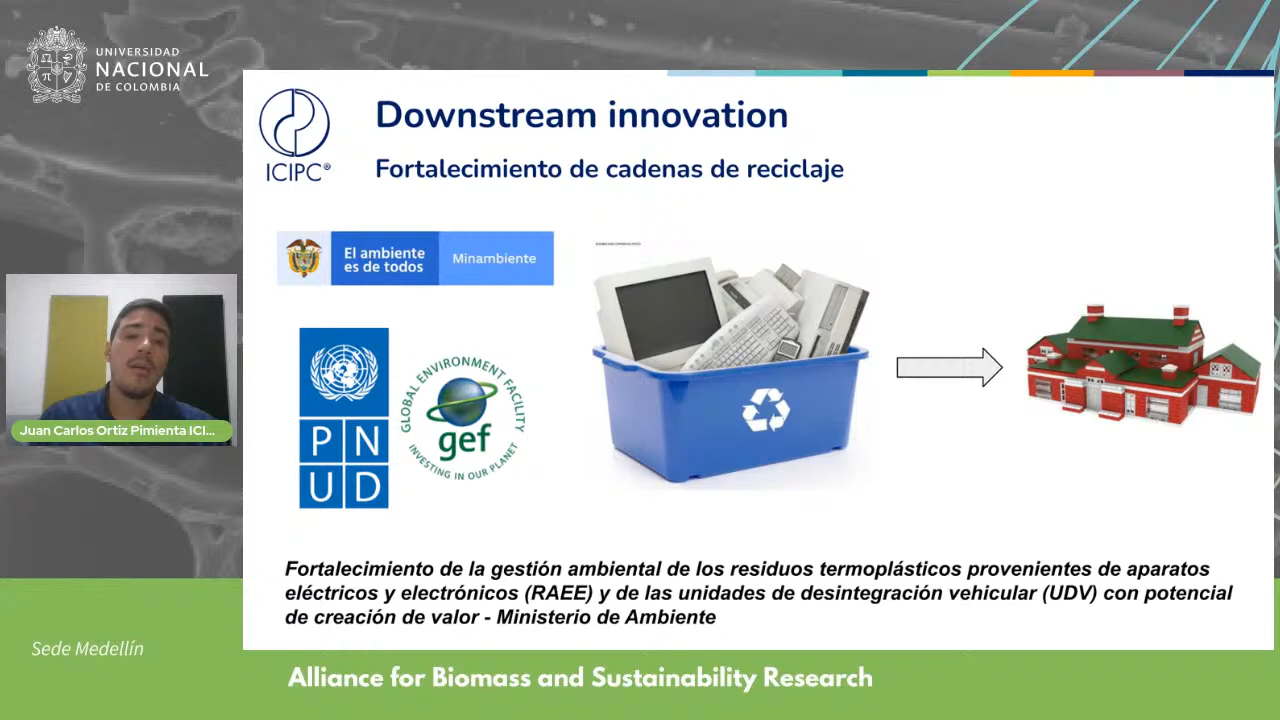 UNIVERSIDAD
NACIONAL
DE COLOMBIA
ICIPC®
Downstream innovation
Fortalecimiento de cadenas de reciclaje
El ambiente
es de todos
Minambiente
P N
U D
GLOBAL ENVIRONMENT FACILITY
gef
INVESTING IN OUR PLANET
Juan Carlos Ortiz Pimienta ICI...
Fortalecimiento de la gestión ambiental de los residuos termoplásticos provenientes de aparatos
eléctricos y electrónicos (RAEE) y de las unidades de desintegración vehicular (UDV) con potencial
de creación de valor - Ministerio de Ambiente
Sede Medellín
Alliance for Biomass and Sustainability Research